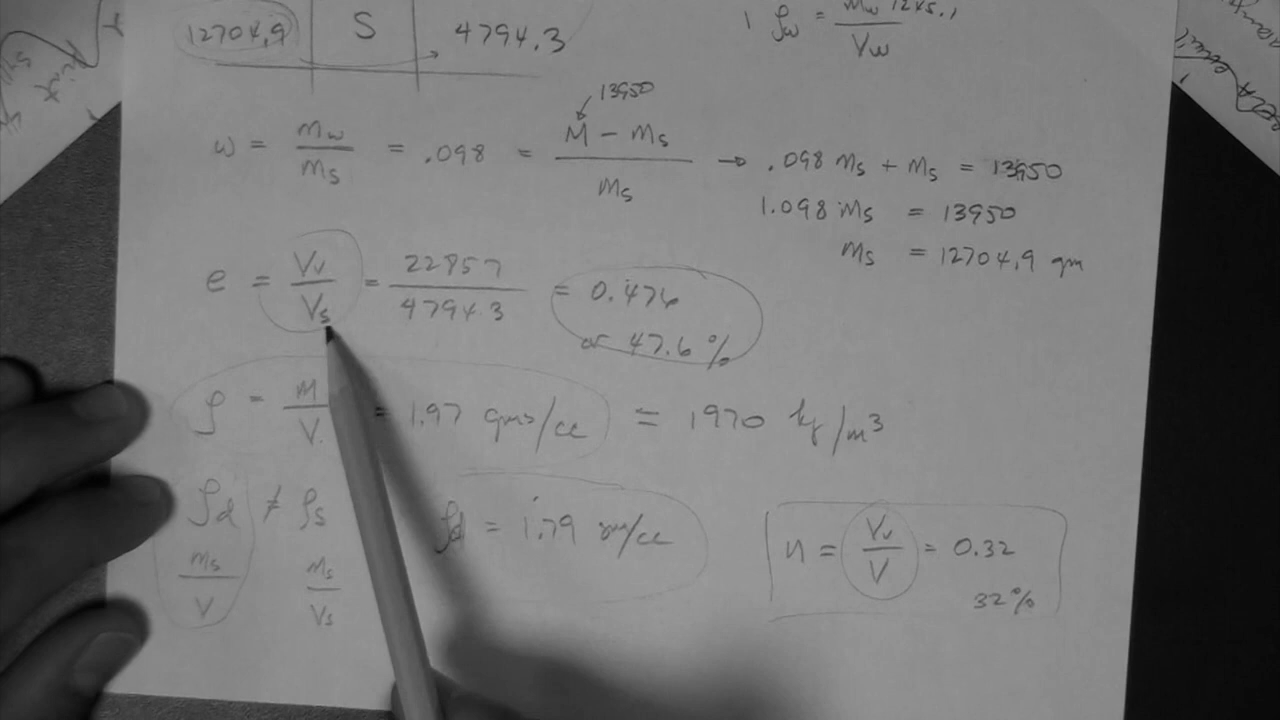 12704.9 S → 4794.3
ρw = Mw 1245.1 / Vw
13950
w = Mw / Ms = .098 = M - Ms / Ms → .098 Ms + Ms = 13950
1.098 Ms = 13950
Ms = 12704.9 gm
e = Vv / Vs = 22857 / 4794.3 = 0.476
or 47.6 %
ρ = M / V = 1.97 gms/cc = 1970 kg/m³
ρd ≠ ρs ρd = 1.79 gm/cc
Ms / V Ms / Vs
n = Vv / V = 0.32
32%